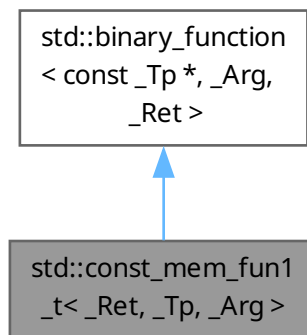 std::binary_function
< const _Tp *, _Arg,
_Ret >
std::const_mem_fun1
_t< _Ret, _Tp, _Arg >